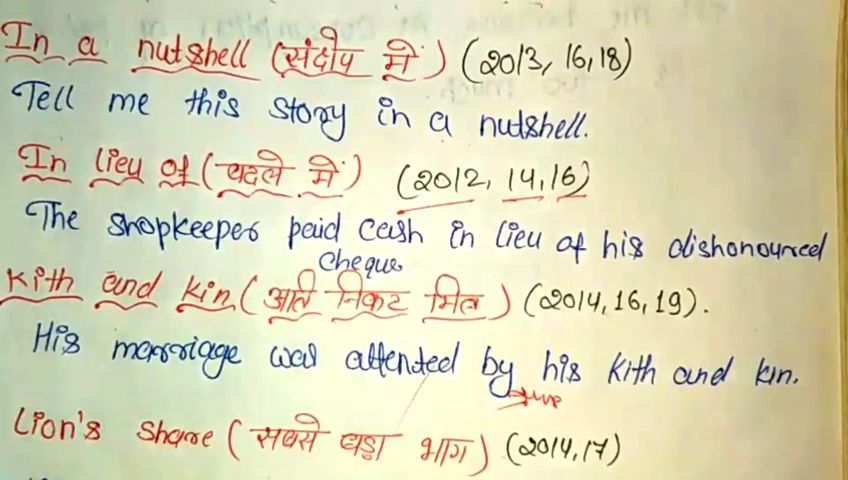 In a nutshell (संक्षेप में) (2013, 16, 18)
Tell me this story in a nutshell.
In lieu of (बदले में) (2012, 14, 16)
The shopkeeper paid cash in lieu of his dishonoured
cheque
Kith and kin (अति निकट मित्र) (2014, 16, 19).
His marriage was attented by his kith and kin.
Lion's share (सबसे बड़ा भाग) (2014, 17)